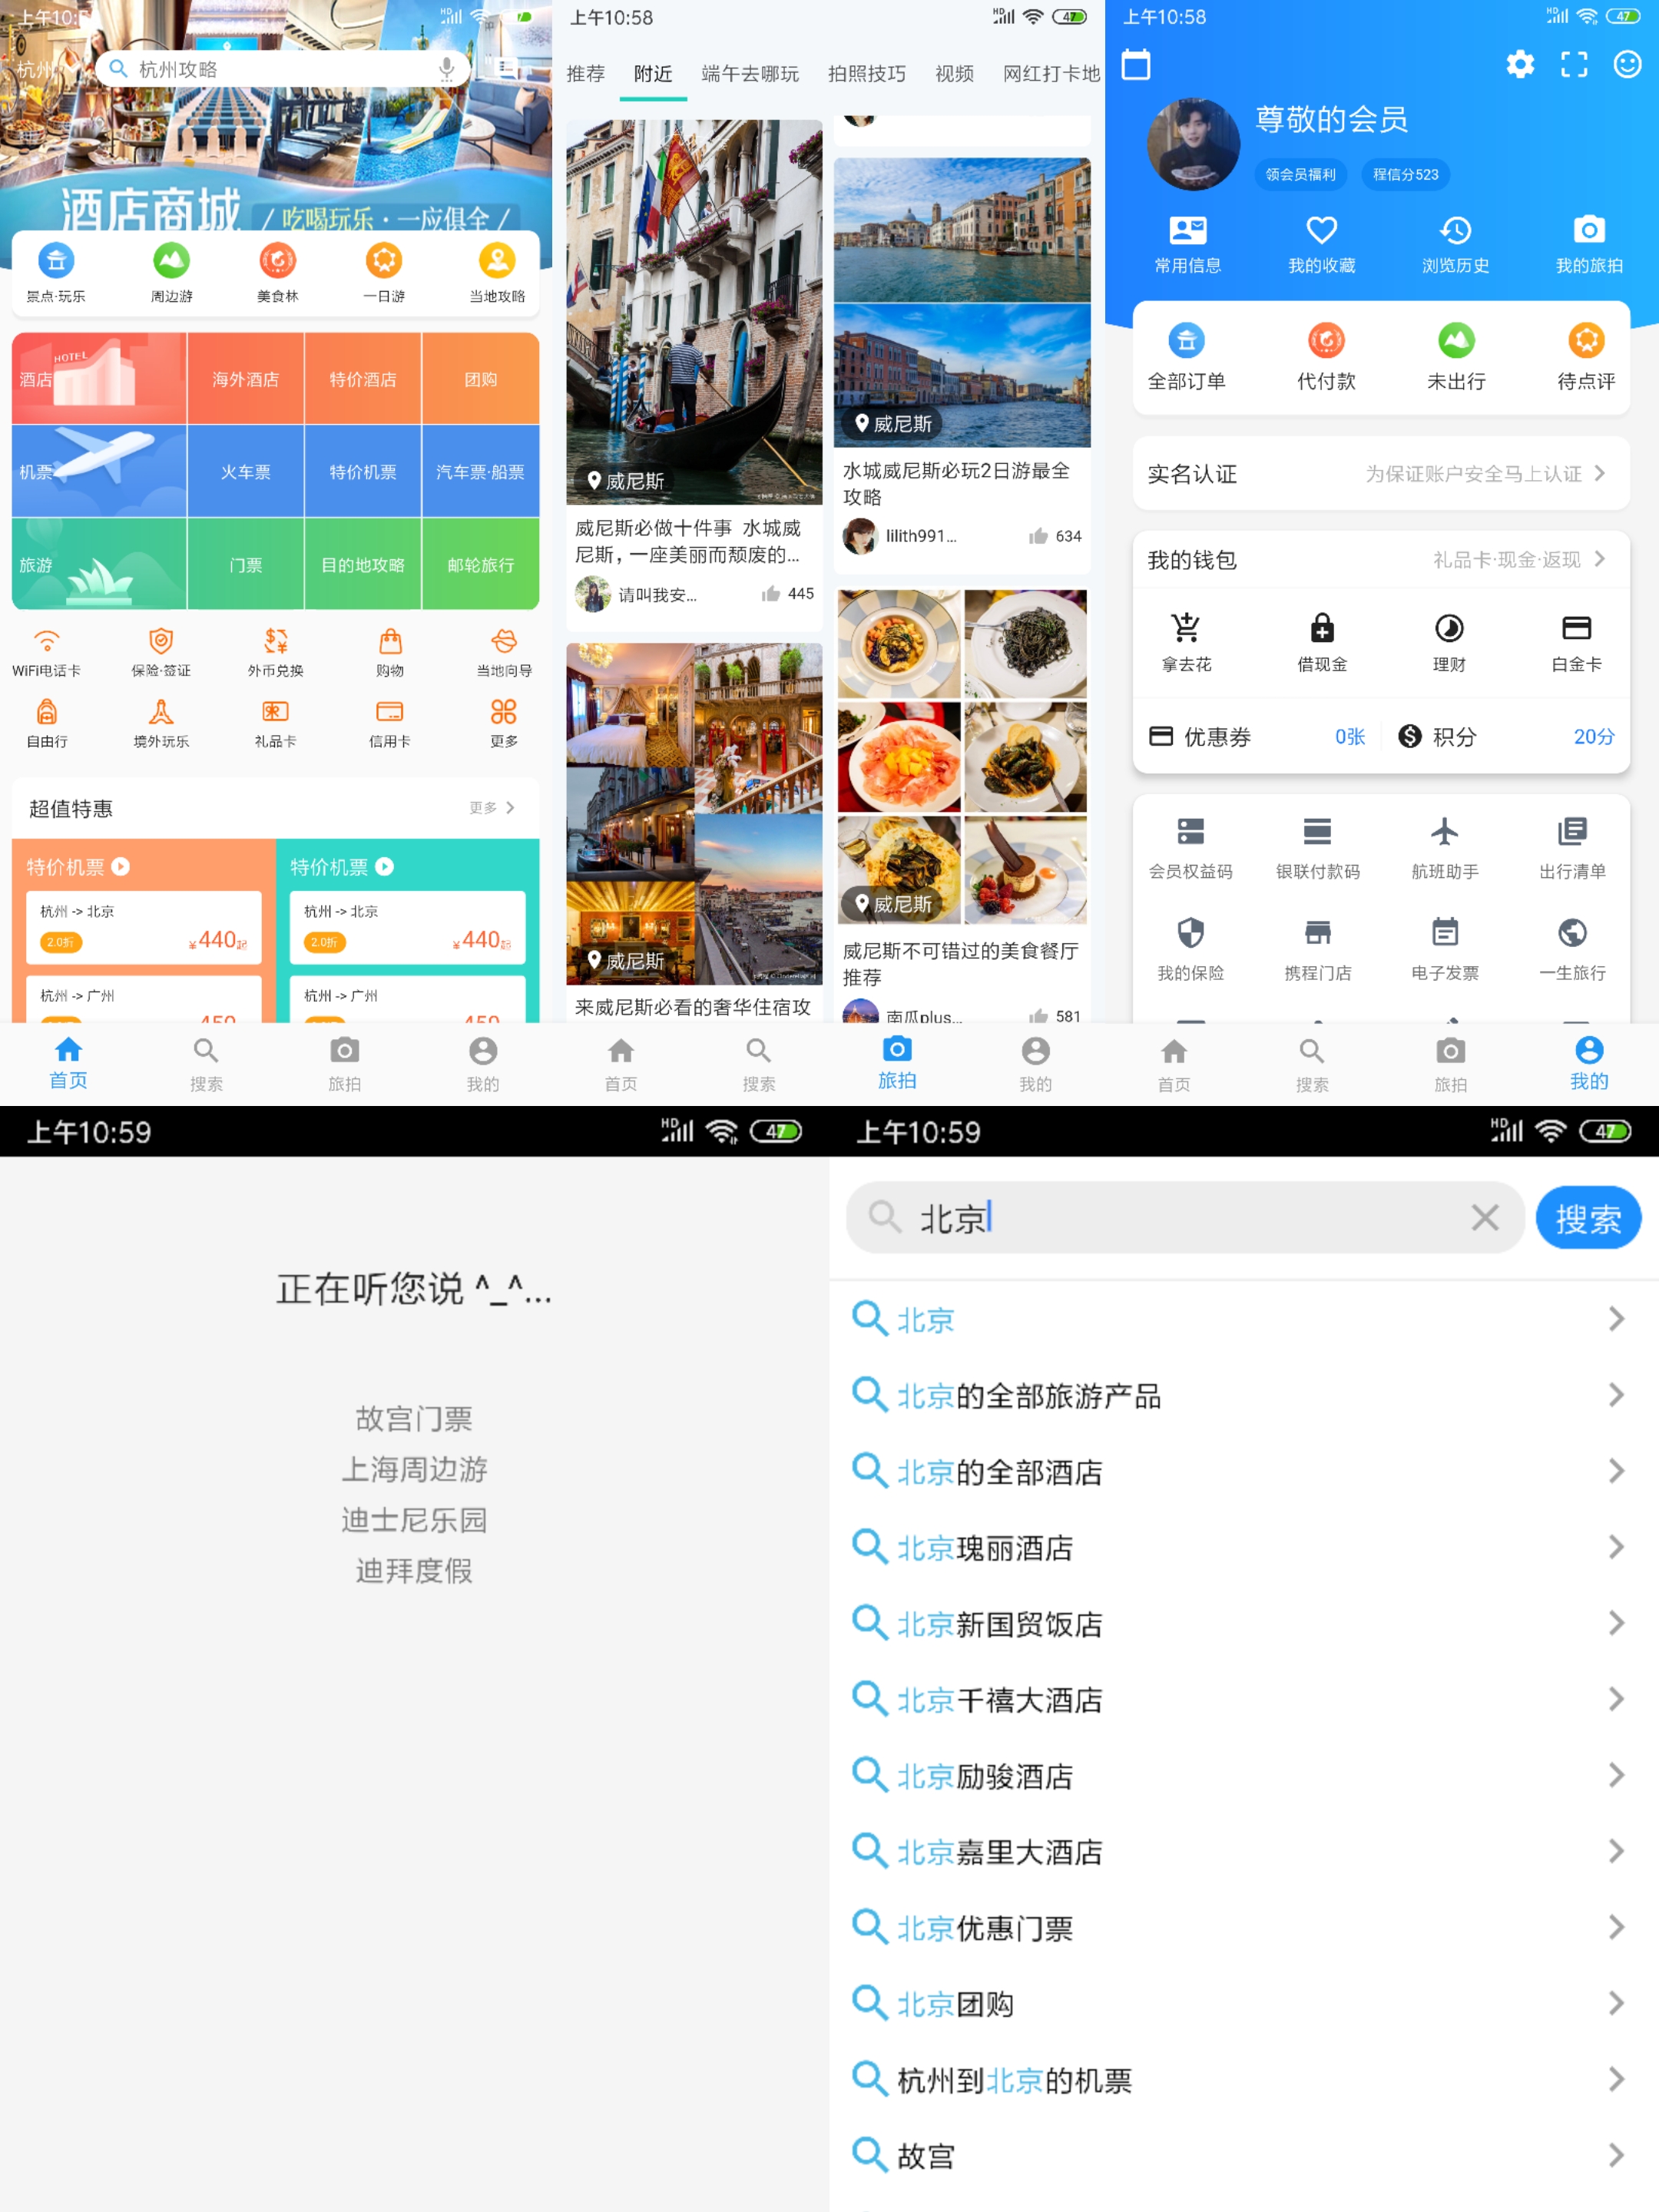 上午10:5
杭州
杭州攻略
酒店商城
/ 吃喝玩乐·一应俱全 /
景点·玩乐
周边游
美食林
一日游
当地攻略
HOTEL
酒店
海外酒店
特价酒店
团购
机票
火车票
特价机票
汽车票·船票
旅游
门票
目的地攻略
邮轮旅行
WiFi电话卡
保险·签证
外币兑换
购物
当地向导
自由行
境外玩乐
礼品卡
信用卡
更多
超值特惠
更多
特价机票
杭州 -> 北京
2.0折
¥440起
杭州 -> 广州
450
特价机票
杭州 -> 北京
2.0折
¥440起
杭州 -> 广州
450
首页
搜索
旅拍
我的
上午10:58
HD
47
推荐
附近
端午去哪玩
拍照技巧
视频
网红打卡地
威尼斯
威尼斯必做十件事 水城威
尼斯，一座美丽而颓废的...
请叫我安...
445
威尼斯
来威尼斯必看的奢华住宿攻
威尼斯
水城威尼斯必玩2日游最全
攻略
lilith991...
634
威尼斯
威尼斯不可错过的美食餐厅
推荐
南瓜plus...
581
首页
搜索
旅拍
我的
上午10:58
HD
47
尊敬的会员
领会员福利
程信分523
常用信息
我的收藏
浏览历史
我的旅拍
全部订单
代付款
未出行
待点评
实名认证
为保证账户安全马上认证
我的钱包
礼品卡·现金·返现
拿去花
借现金
理财
白金卡
优惠券
0张
积分
20分
会员权益码
银联付款码
航班助手
出行清单
我的保险
携程门店
电子发票
一生旅行
首页
搜索
旅拍
我的
上午10:59
HD
47
正在听您说 ^_^...
故宫门票
上海周边游
迪士尼乐园
迪拜度假
上午10:59
HD
47
北京
搜索
北京
北京的全部旅游产品
北京的全部酒店
北京瑰丽酒店
北京新国贸饭店
北京千禧大酒店
北京励骏酒店
北京嘉里大酒店
北京优惠门票
北京团购
杭州到北京的机票
故宫